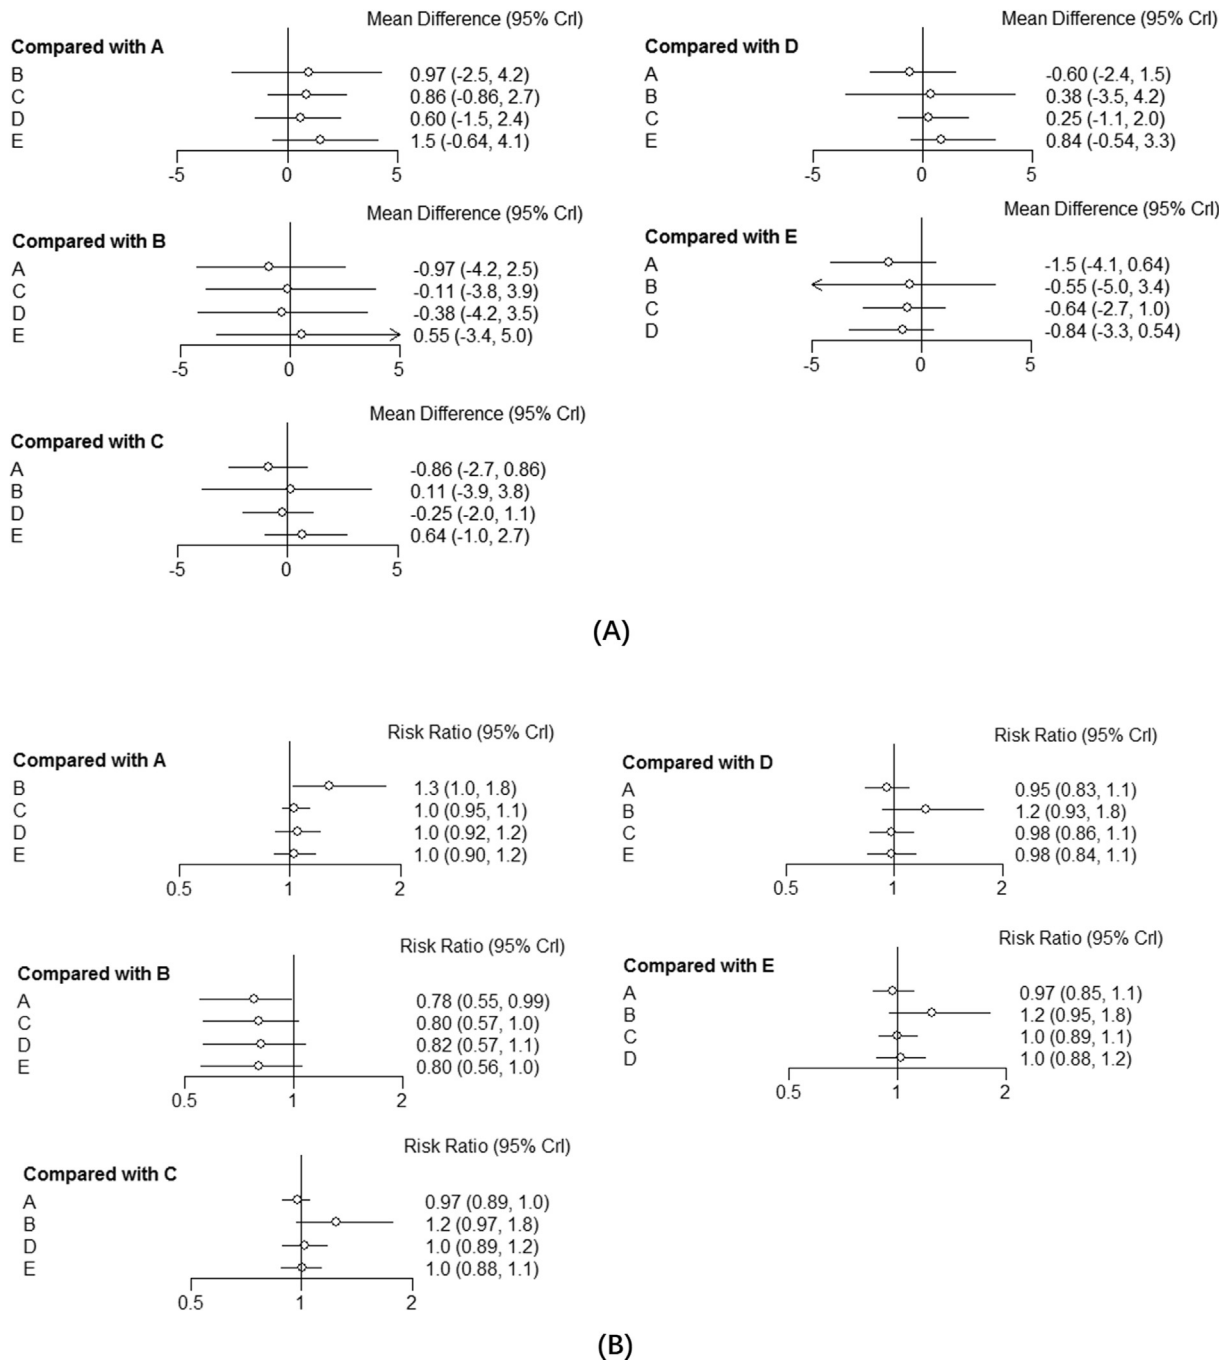 Mean Difference (95% CrI)
Compared with A
B 0.97 (-2.5, 4.2)
C 0.86 (-0.86, 2.7)
D 0.60 (-1.5, 2.4)
E 1.5 (-0.64, 4.1)
-5 0 5
Mean Difference (95% CrI)
Compared with B
A -0.97 (-4.2, 2.5)
C -0.11 (-3.8, 3.9)
D -0.38 (-4.2, 3.5)
E 0.55 (-3.4, 5.0)
-5 0 5
Mean Difference (95% CrI)
Compared with C
A -0.86 (-2.7, 0.86)
B 0.11 (-3.9, 3.8)
D -0.25 (-2.0, 1.1)
E 0.64 (-1.0, 2.7)
-5 0 5
Mean Difference (95% CrI)
Compared with D
A -0.60 (-2.4, 1.5)
B 0.38 (-3.5, 4.2)
C 0.25 (-1.1, 2.0)
E 0.84 (-0.54, 3.3)
-5 0 5
Mean Difference (95% CrI)
Compared with E
A -1.5 (-4.1, 0.64)
B -0.55 (-5.0, 3.4)
C -0.64 (-2.7, 1.0)
D -0.84 (-3.3, 0.54)
-5 0 5
(A)
Risk Ratio (95% CrI)
Compared with A
B 1.3 (1.0, 1.8)
C 1.0 (0.95, 1.1)
D 1.0 (0.92, 1.2)
E 1.0 (0.90, 1.2)
0.5 1 2
Risk Ratio (95% CrI)
Compared with B
A 0.78 (0.55, 0.99)
C 0.80 (0.57, 1.0)
D 0.82 (0.57, 1.1)
E 0.80 (0.56, 1.0)
0.5 1 2
Risk Ratio (95% CrI)
Compared with C
A 0.97 (0.89, 1.0)
B 1.2 (0.97, 1.8)
D 1.0 (0.89, 1.2)
E 1.0 (0.88, 1.1)
0.5 1 2
Risk Ratio (95% CrI)
Compared with D
A 0.95 (0.83, 1.1)
B 1.2 (0.93, 1.8)
C 0.98 (0.86, 1.1)
E 0.98 (0.84, 1.1)
0.5 1 2
Risk Ratio (95% CrI)
Compared with E
A 0.97 (0.85, 1.1)
B 1.2 (0.95, 1.8)
C 1.0 (0.89, 1.1)
D 1.0 (0.88, 1.2)
0.5 1 2
(B)